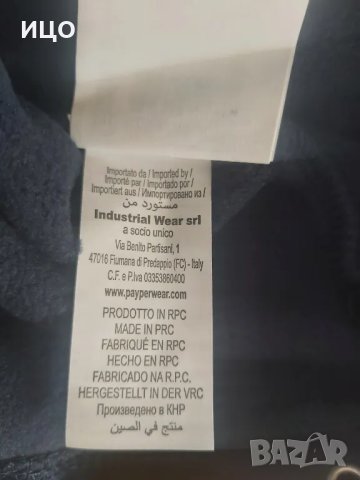 ицо
Importato da / Imported by /
Importé par / Importado por /
Importiert aus / Импортировано из /
مستورد من
Industrial Wear srl
a socio unico
Via Benito Partisani, 1
47016 Fiumana di Predappio (FC) - Italy
C.F. e P.Iva 03353860400
www.payperwear.com
PRODOTTO IN RPC
MADE IN PRC
FABRIQUÉ EN RPC
HECHO EN RPC
FABRICADO NA R.P.C.
HERGESTELLT IN DER VRC
Произведено в КНР
منتج في الصين
BAZAR